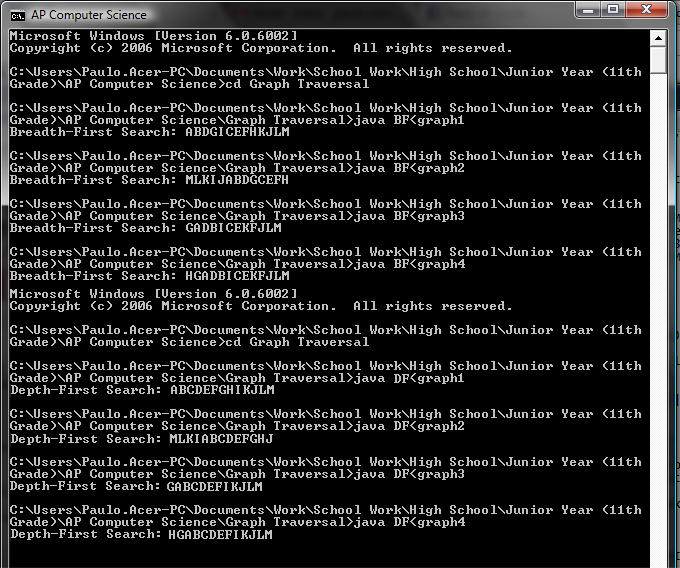 AP Computer Science
Microsoft Windows [Version 6.0.6002]
Copyright (c) 2006 Microsoft Corporation.  All rights reserved.
C:\Users\Paulo.Acer-PC\Documents\Work\School Work\High School\Junior Year (11th
Grade)\AP Computer Science>cd Graph Traversal
C:\Users\Paulo.Acer-PC\Documents\Work\School Work\High School\Junior Year (11th
Grade)\AP Computer Science\Graph Traversal>java BF<graph1
Breadth-First Search: ABDGICEFHKJLM
C:\Users\Paulo.Acer-PC\Documents\Work\School Work\High School\Junior Year (11th
Grade)\AP Computer Science\Graph Traversal>java BF<graph2
Breadth-First Search: MLKIJABDGCEFH
C:\Users\Paulo.Acer-PC\Documents\Work\School Work\High School\Junior Year (11th
Grade)\AP Computer Science\Graph Traversal>java BF<graph3
Breadth-First Search: GADBICEKFJLM
C:\Users\Paulo.Acer-PC\Documents\Work\School Work\High School\Junior Year (11th
Grade)\AP Computer Science\Graph Traversal>java BF<graph4
Breadth-First Search: HGADBICEKFJLM
Microsoft Windows [Version 6.0.6002]
Copyright (c) 2006 Microsoft Corporation.  All rights reserved.
C:\Users\Paulo.Acer-PC\Documents\Work\School Work\High School\Junior Year (11th
Grade)\AP Computer Science>cd Graph Traversal
C:\Users\Paulo.Acer-PC\Documents\Work\School Work\High School\Junior Year (11th
Grade)\AP Computer Science\Graph Traversal>java DF<graph1
Depth-First Search: ABCDEFGHIKJLM
C:\Users\Paulo.Acer-PC\Documents\Work\School Work\High School\Junior Year (11th
Grade)\AP Computer Science\Graph Traversal>java DF<graph2
Depth-First Search: MLKIABCDEFGHJ
C:\Users\Paulo.Acer-PC\Documents\Work\School Work\High School\Junior Year (11th
Grade)\AP Computer Science\Graph Traversal>java DF<graph3
Depth-First Search: GABCDEFIKJLM
C:\Users\Paulo.Acer-PC\Documents\Work\School Work\High School\Junior Year (11th
Grade)\AP Computer Science\Graph Traversal>java DF<graph4
Depth-First Search: HGABCDEFIKJLM